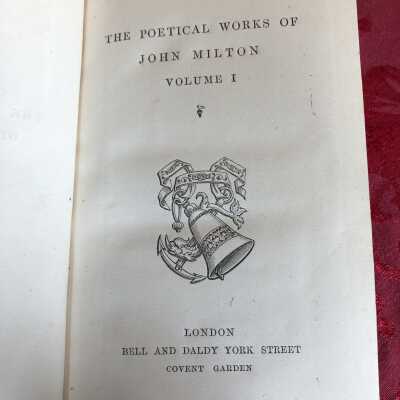 THE POETICAL WORKS OF
JOHN MILTON
VOLUME I
LONDON
BELL AND DALDY YORK STREET
COVENT GARDEN